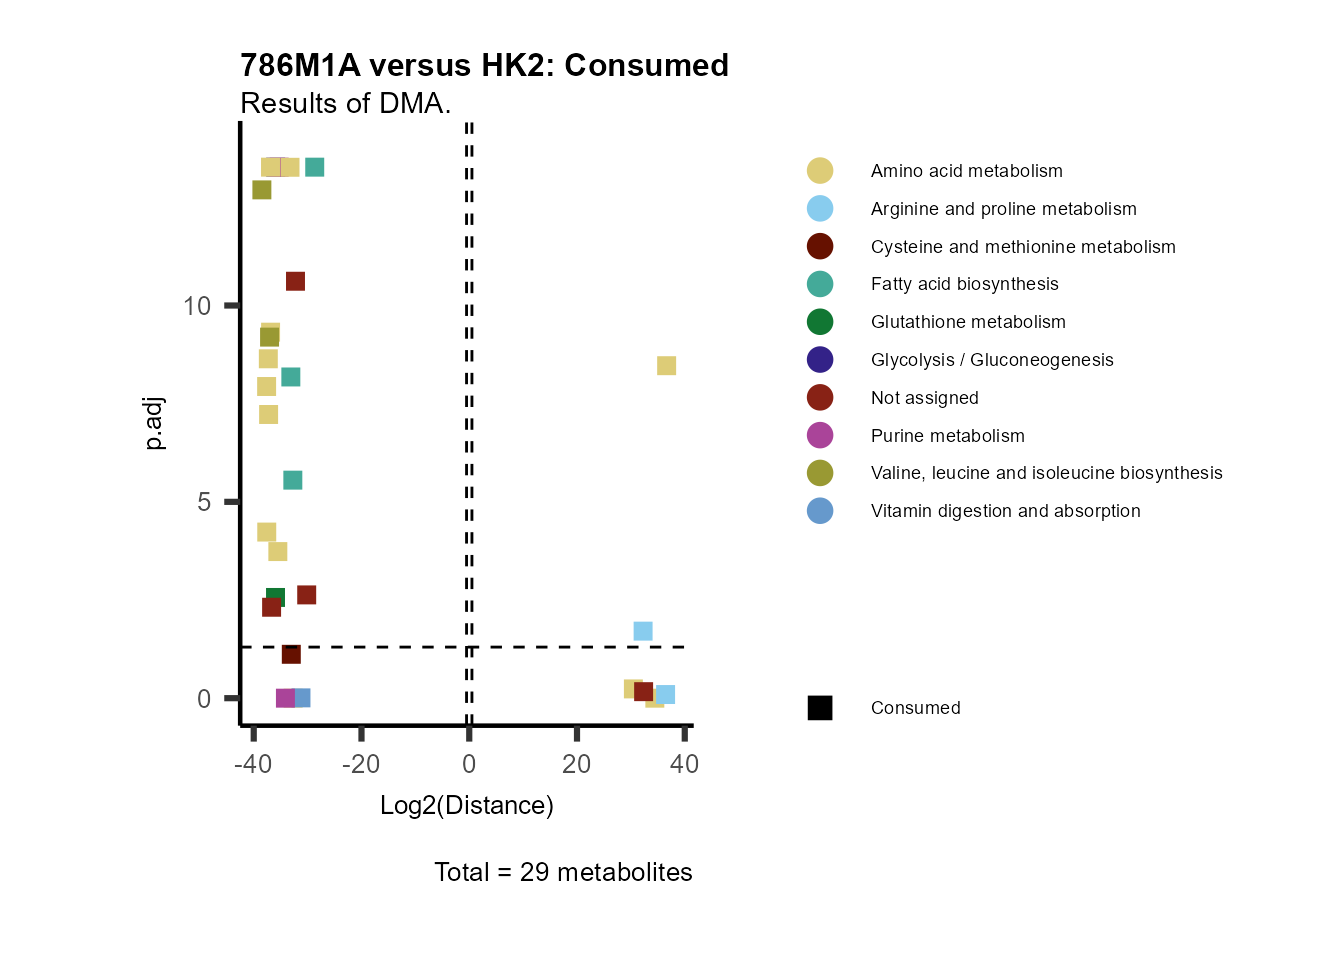 786M1A versus HK2: Consumed
Results of DMA.
p.adj
10
5
0
-40
-20
0
20
40
Log2(Distance)
Total = 29 metabolites
Amino acid metabolism
Arginine and proline metabolism
Cysteine and methionine metabolism
Fatty acid biosynthesis
Glutathione metabolism
Glycolysis / Gluconeogenesis
Not assigned
Purine metabolism
Valine, leucine and isoleucine biosynthesis
Vitamin digestion and absorption
Consumed